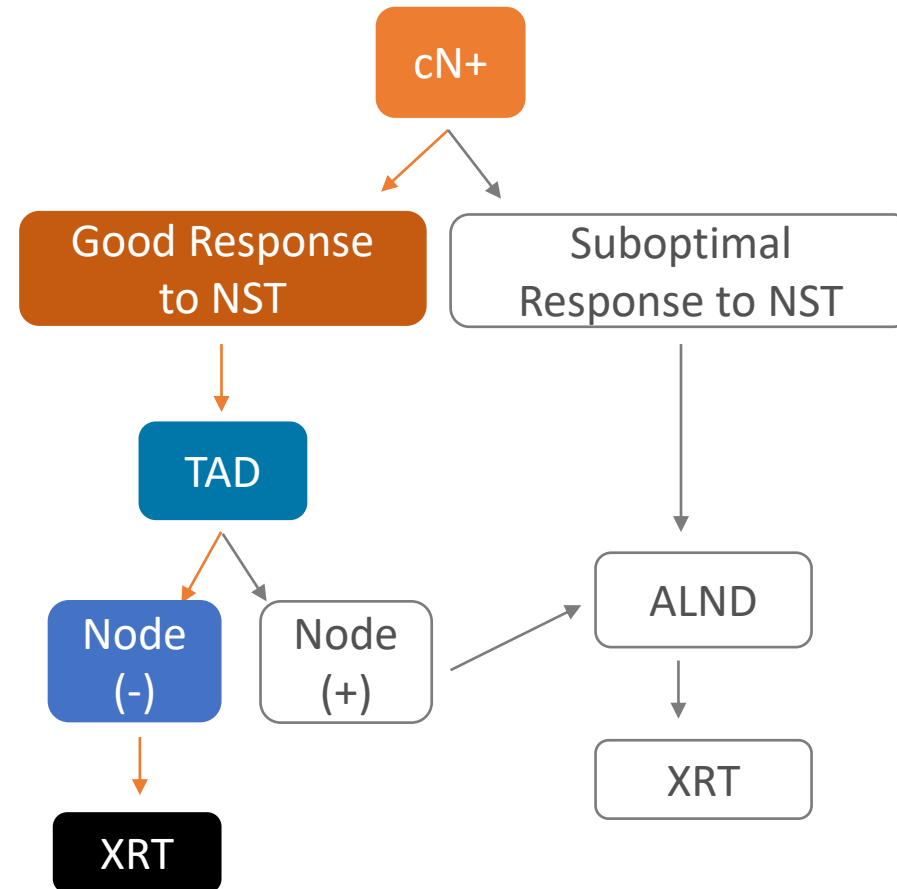 cN+
Good Response
to NST
Suboptimal
Response to NST
TAD
Node
(-)
Node
(+)
ALND
XRT
XRT